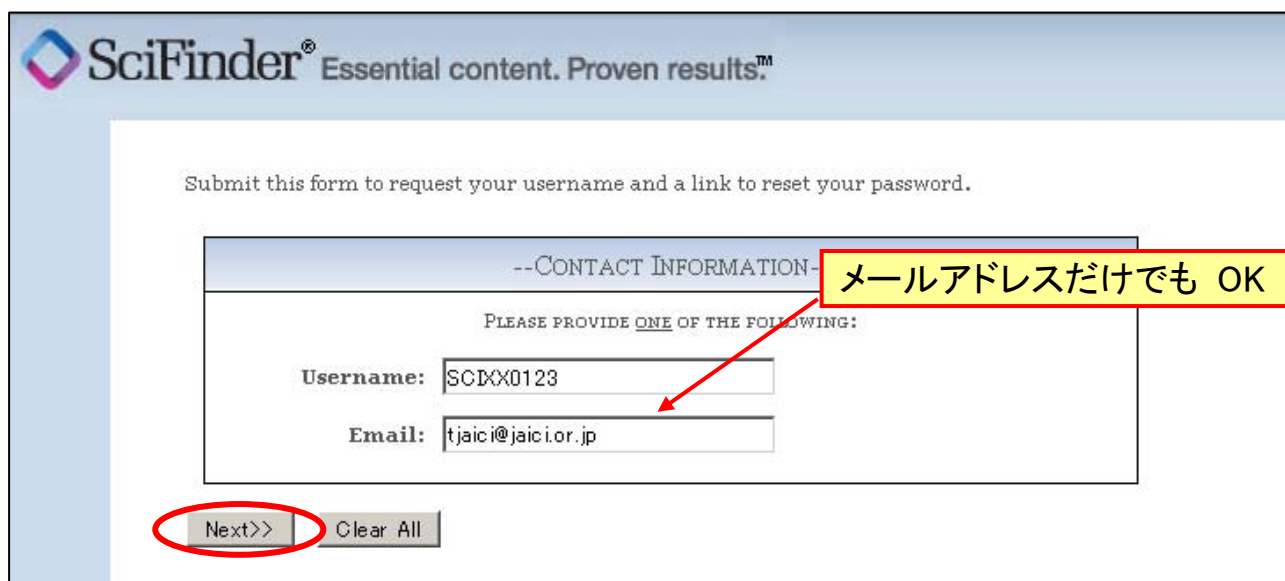 SciFinder® Essential content. Proven results.™
Submit this form to request your username and a link to reset your password.
--CONTACT INFORMATION-
メールアドレスだけでも OK
PLEASE PROVIDE ONE OF THE FOLLOWING:
Username: SCIXX0123
Email: tjaici@jaici.or.jp
Next>> Clear All